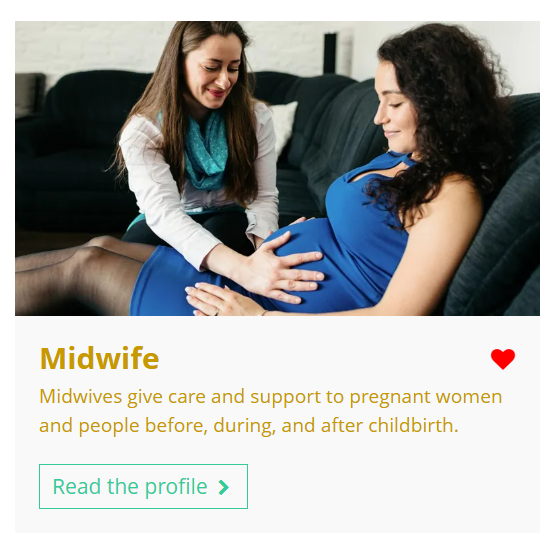 Midwife
Midwives give care and support to pregnant women
and people before, during, and after childbirth.
Read the profile